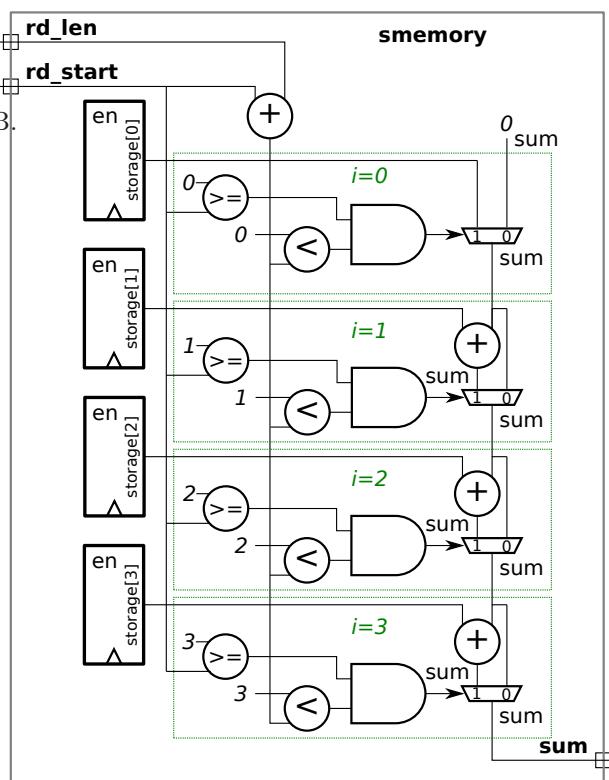 rd_len
smemory
rd_start
3.
+
0
sum
en
storage[0]
i=0
0
>=
0
<
1 0
sum
en
storage[1]
i=1
1
>=
+
sum
1
<
1 0
sum
en
storage[2]
i=2
2
>=
+
sum
2
<
1 0
sum
en
storage[3]
i=3
3
>=
+
sum
3
<
1 0
sum
sum